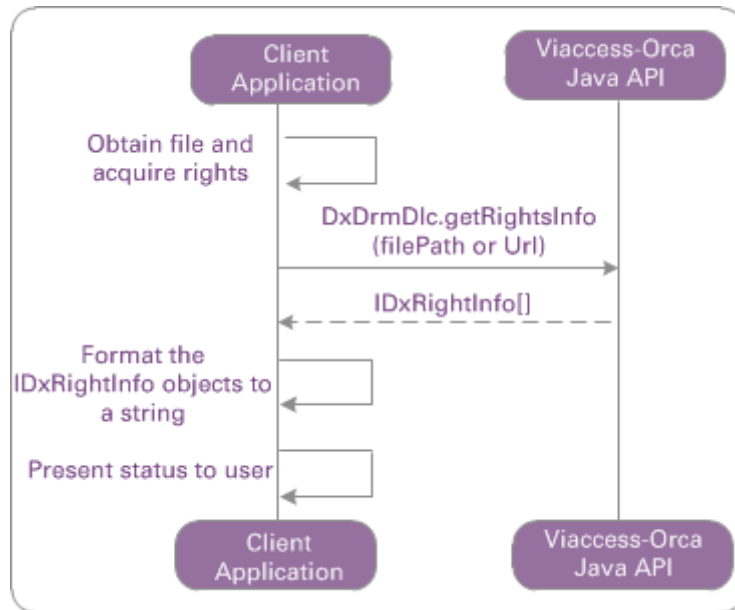 Client
Application
Viaccess-Orca
Java API
Obtain file and
acquire rights
DxDrmDlc.getRightsInfo
(filePath or Url)
IDxRightInfo[]
Format the
IDxRightInfo objects to
a string
Present status to user
Client
Application
Viaccess-Orca
Java API